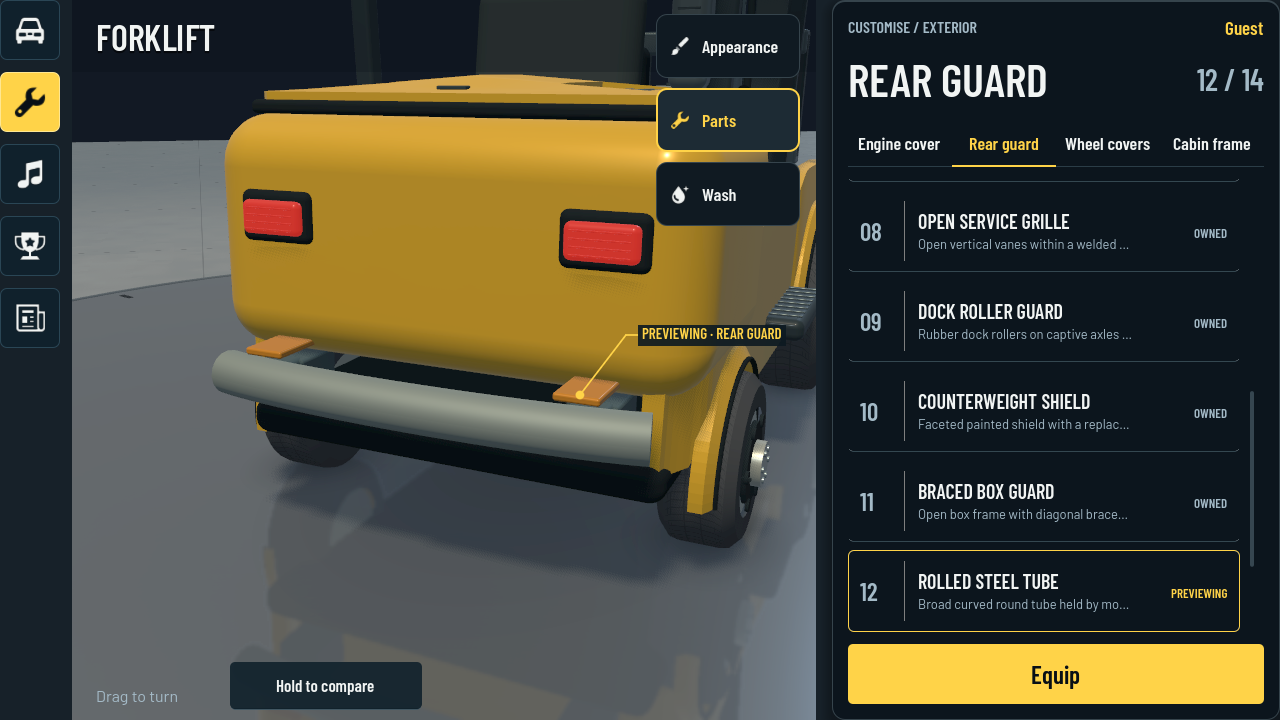 FORKLIFT
Appearance
Parts
Wash
PREVIEWING · REAR GUARD
Drag to turn
Hold to compare
CUSTOMISE / EXTERIOR
Guest
REAR GUARD
12 / 14
Engine cover
Rear guard
Wheel covers
Cabin frame
08
OPEN SERVICE GRILLE
Open vertical vanes within a welded ...
OWNED
09
DOCK ROLLER GUARD
Rubber dock rollers on captive axles ...
OWNED
10
COUNTERWEIGHT SHIELD
Faceted painted shield with a replac...
OWNED
11
BRACED BOX GUARD
Open box frame with diagonal brace...
OWNED
12
ROLLED STEEL TUBE
Broad curved round tube held by mo...
PREVIEWING
Equip